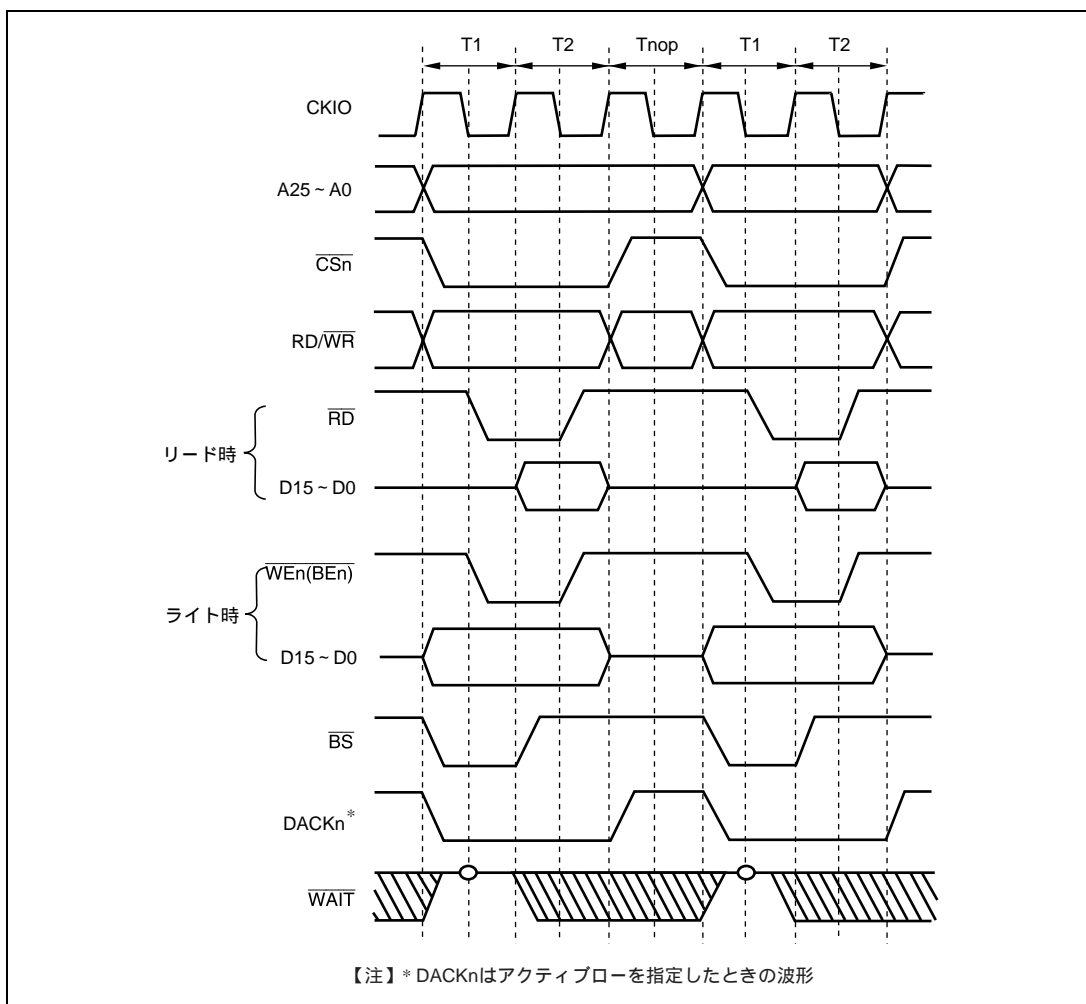 T1 T2 Tnop T1 T2
CKIO
A25 ~ A0
CSn
RD/WR
リード時
RD
D15 ~ D0
ライト時
WEn(BEn)
D15 ~ D0
BS
DACKn*
WAIT
【注】* DACKnはアクティブローを指定したときの波形